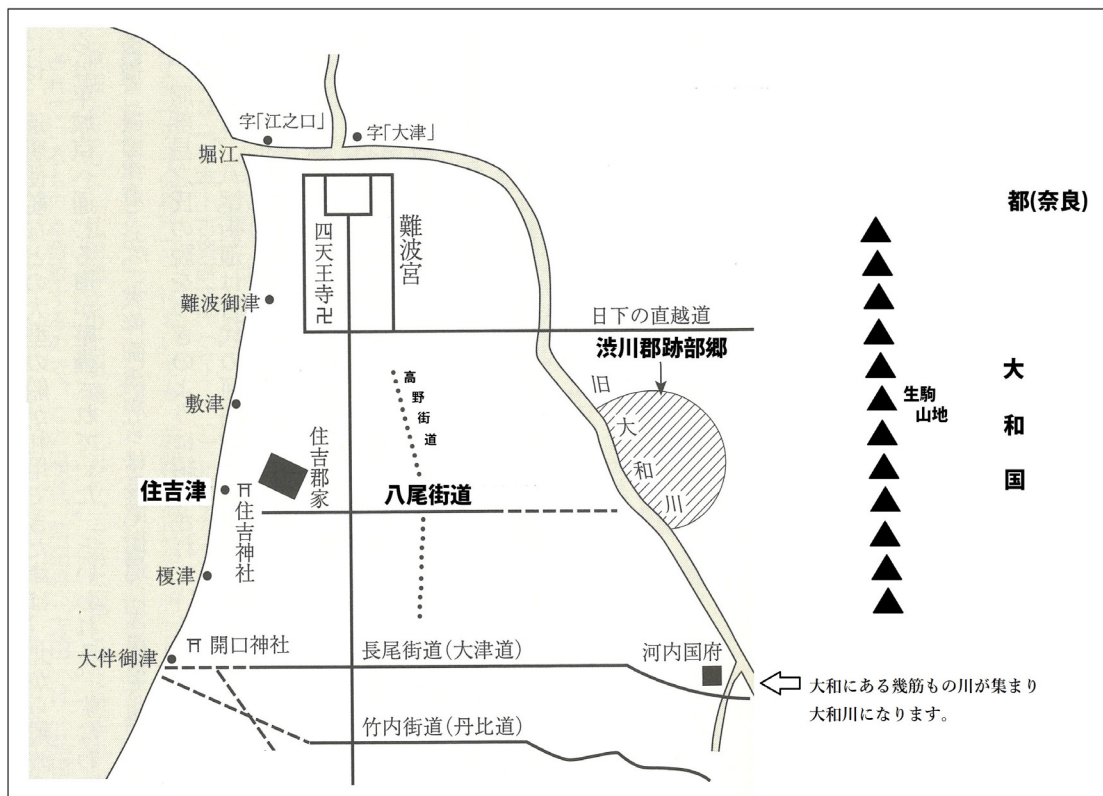 字「江之口」
字「大津」
堀江
都(奈良)
難波宮
四天王寺卍
難波御津
日下の直越道
渋川郡跡部郷
高野街道
旧大和川
生駒
山地
大和国
敷津
住吉郡家
住吉津
八尾街道
住吉神社
榎津
開口神社
長尾街道(大津道)
河内国府
大伴御津
大和にある幾筋もの川が集まり
大和川になります。
竹内街道(丹比道)